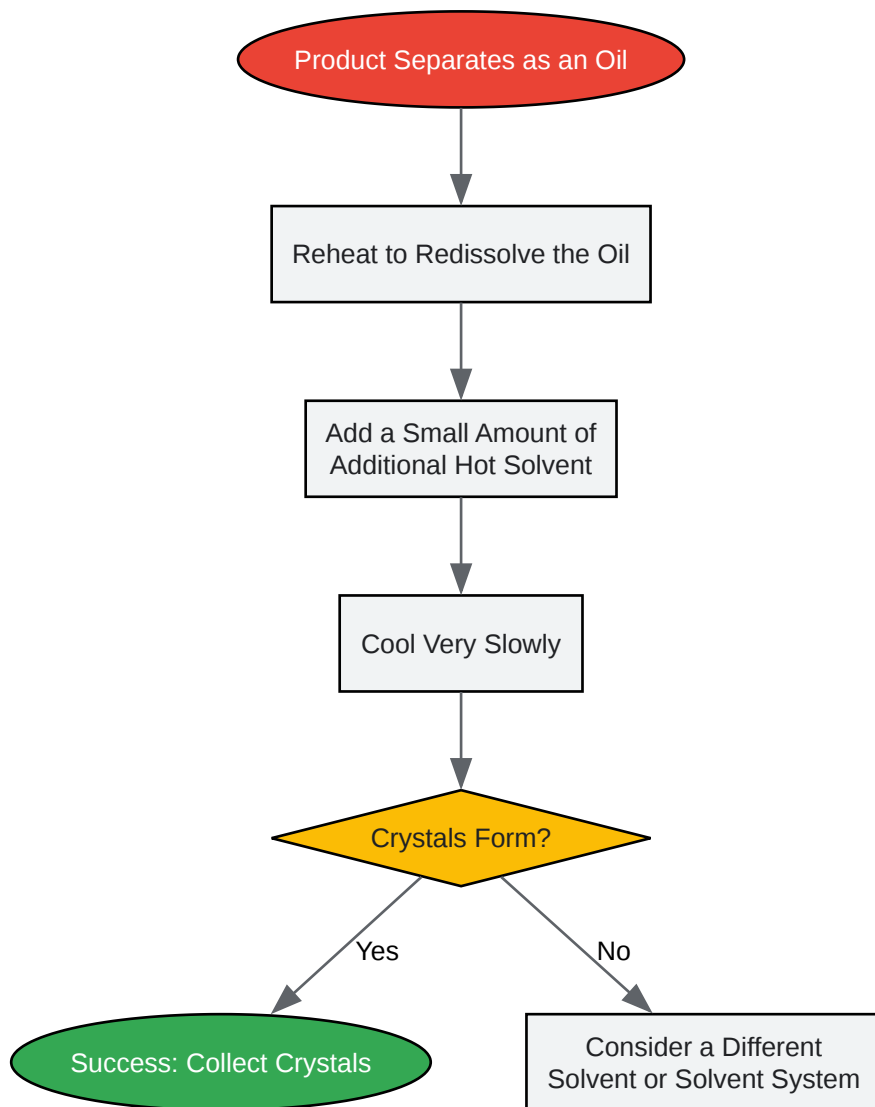 Product Separates as an Oil
Reheat to Redissolve the Oil
Add a Small Amount of
Additional Hot Solvent
Cool Very Slowly
Crystals Form?
Yes
No
Success: Collect Crystals
Consider a Different
Solvent or Solvent System